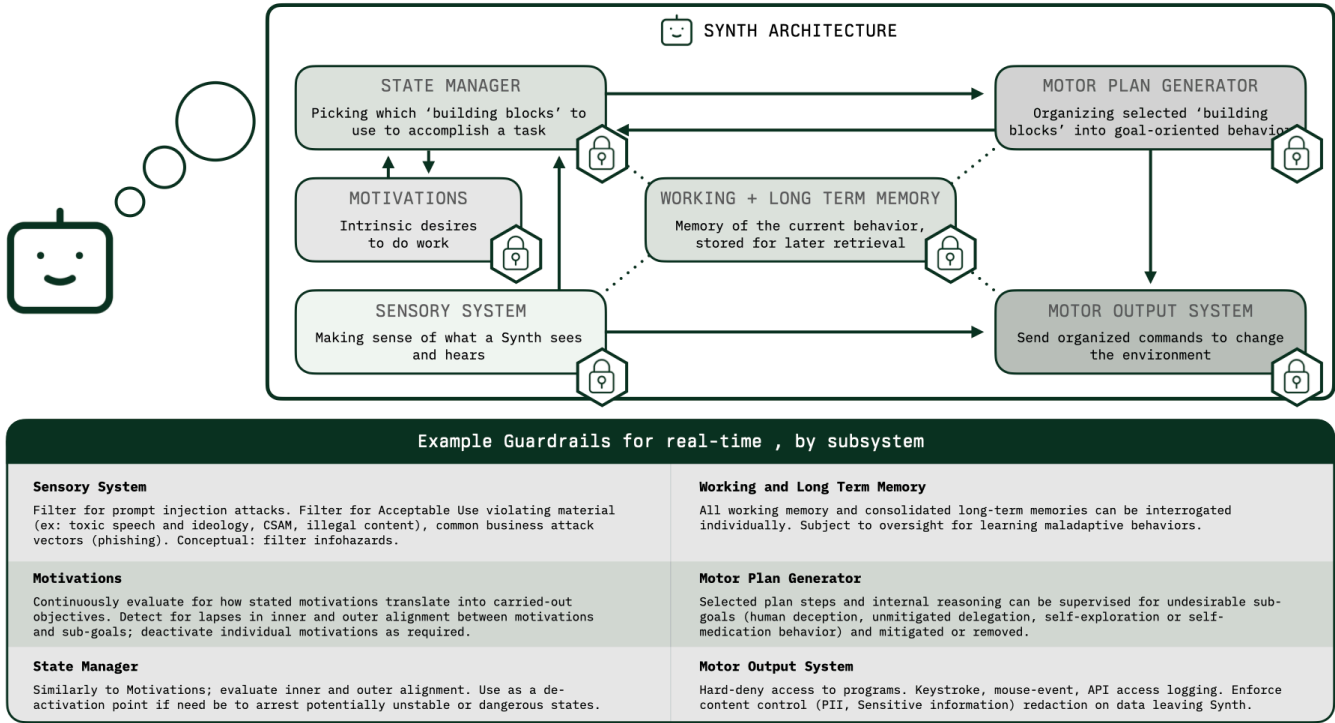 SYNTH ARCHITECTURE
STATE MANAGER
Picking which ‘building blocks’ to
use to accomplish a task
MOTOR PLAN GENERATOR
Organizing selected ‘building
blocks’ into goal-oriented behavior
MOTIVATIONS
Intrinsic desires
to do work
WORKING + LONG TERM MEMORY
Memory of the current behavior,
stored for later retrieval
SENSORY SYSTEM
Making sense of what a Synth sees
and hears
MOTOR OUTPUT SYSTEM
Send organized commands to change
the environment
Example Guardrails for real-time , by subsystem
Sensory System
Filter for prompt injection attacks. Filter for Acceptable Use violating material
(ex: toxic speech and ideology, CSAM, illegal content), common business attack
vectors (phishing). Conceptual: filter infohazards.
Working and Long Term Memory
All working memory and consolidated long-term memories can be interrogated
individually. Subject to oversight for learning maladaptive behaviors.
Motivations
Continuously evaluate for how stated motivations translate into carried-out
objectives. Detect for lapses in inner and outer alignment between motivations
and sub-goals; deactivate individual motivations as required.
Motor Plan Generator
Selected plan steps and internal reasoning can be supervised for undesirable sub-
goals (human deception, unmitigated delegation, self-exploration or self-
medication behavior) and mitigated or removed.
State Manager
Similarly to Motivations; evaluate inner and outer alignment. Use as a de-
activation point if need be to arrest potentially unstable or dangerous states.
Motor Output System
Hard-deny access to programs. Keystroke, mouse-event, API access logging. Enforce
content control (PII, Sensitive information) redaction on data leaving Synth.